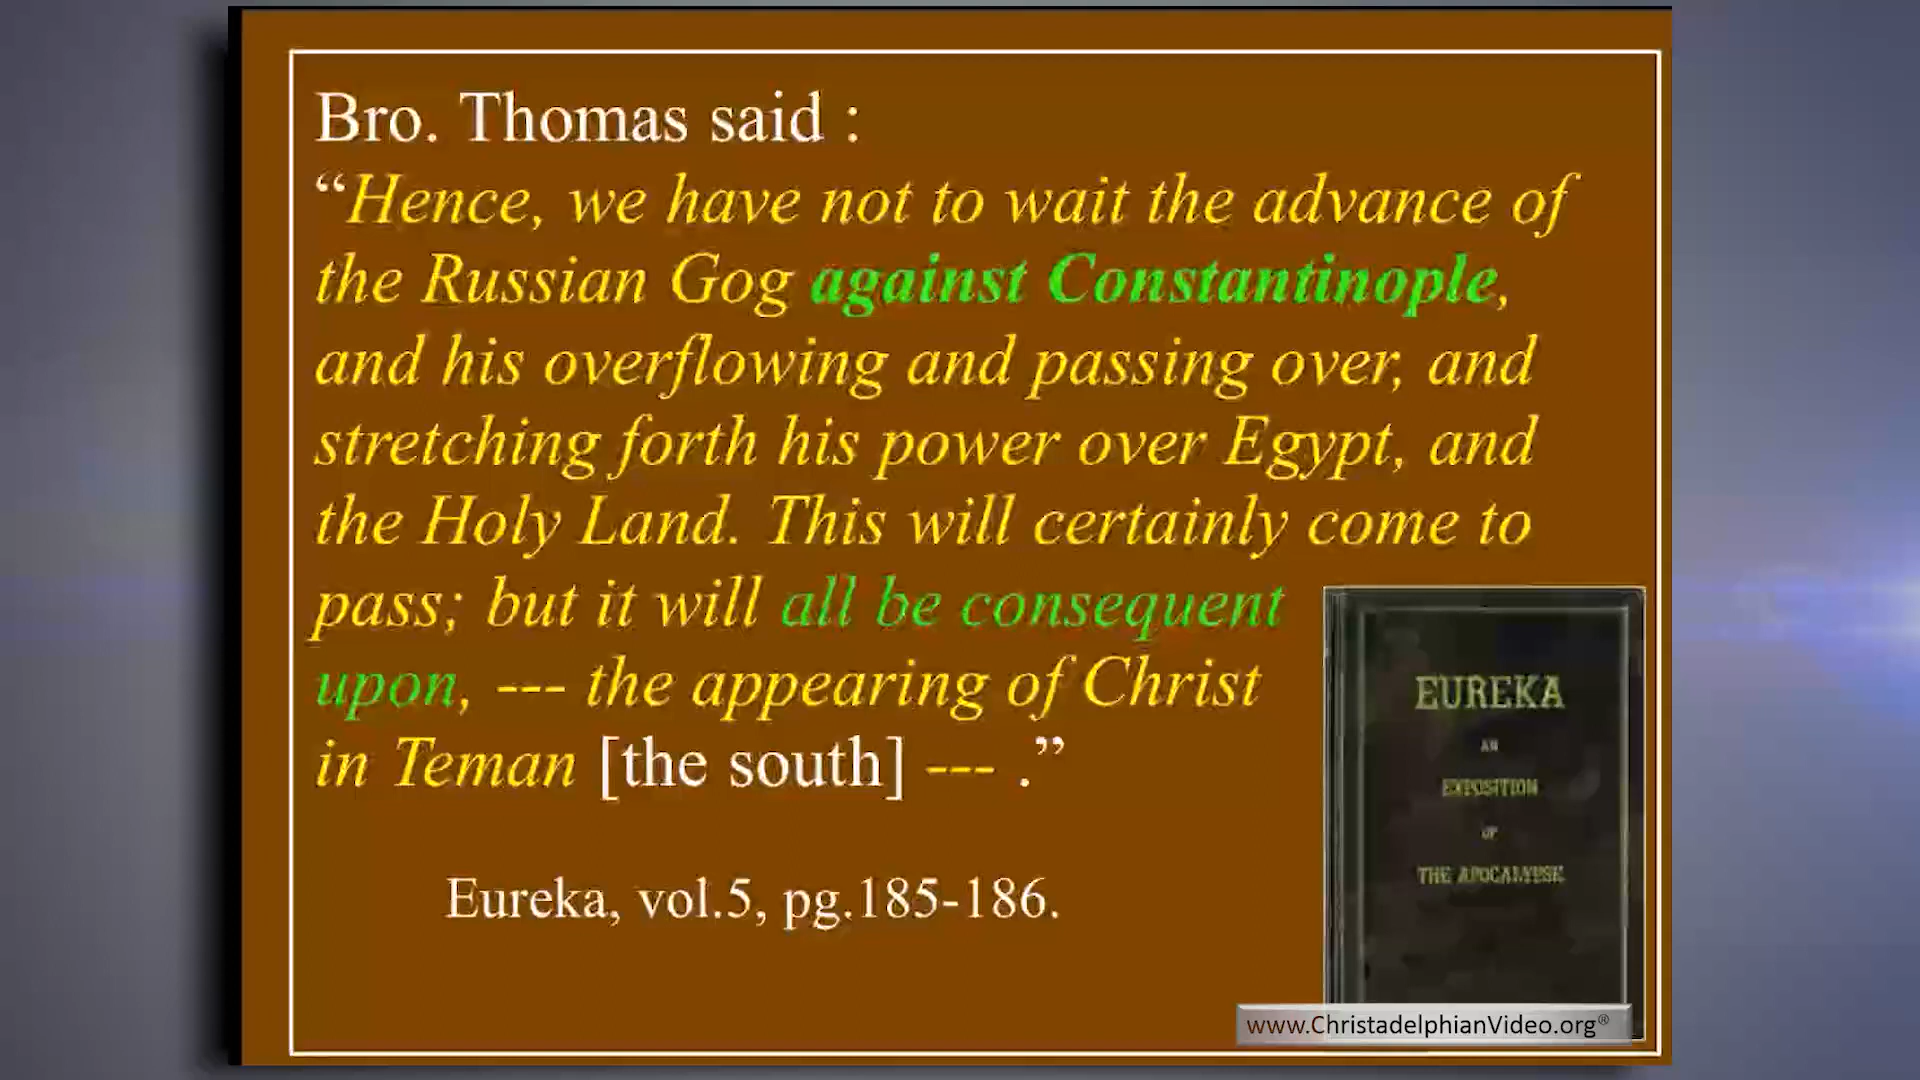 Bro. Thomas said :
“Hence, we have not to wait the advance of
the Russian Gog against Constantinople,
and his overflowing and passing over, and
stretching forth his power over Egypt, and
the Holy Land. This will certainly come to
pass; but it will all be consequent
upon, --- the appearing of Christ
in Teman [the south] --- .”
Eureka, vol.5, pg.185-186.
EUREKA
AN
EXPOSITION
OF
THE APOCALYPSE
www.ChristadelphianVideo.org®